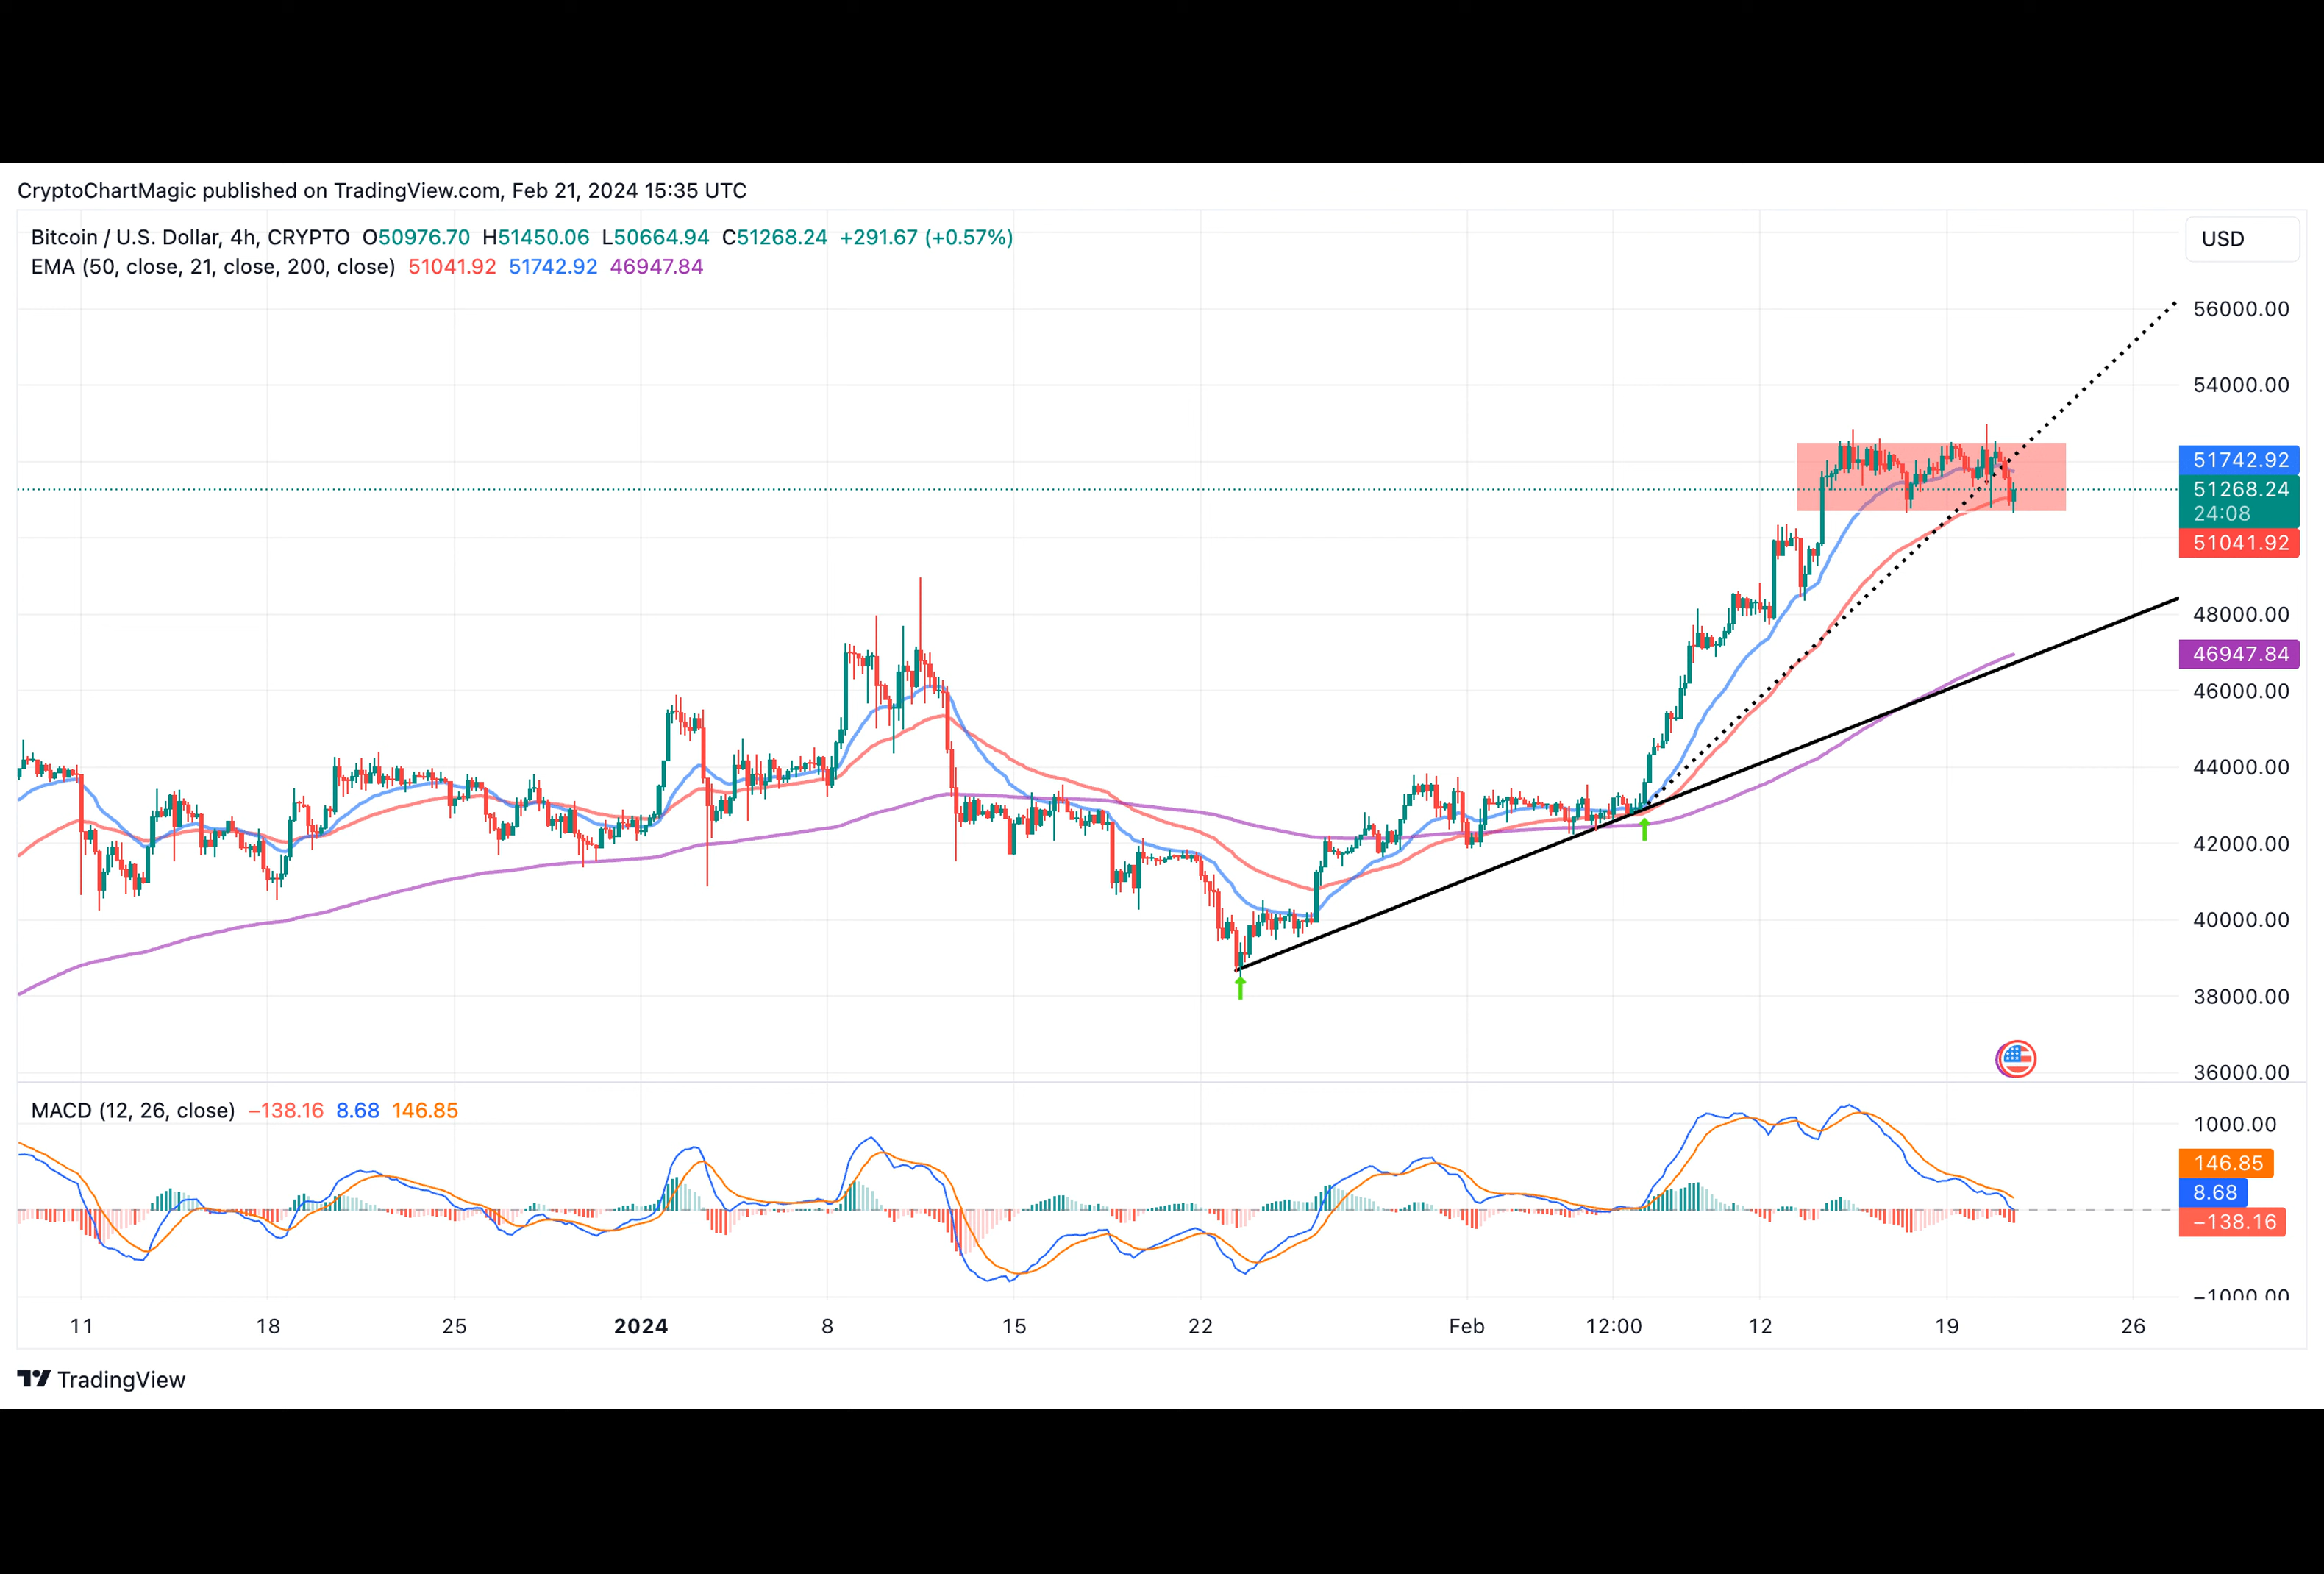 CryptoChartMagic published on TradingView.com, Feb 21, 2024 15:35 UTC
Bitcoin / U.S. Dollar, 4h, CRYPTO O50976.70 H51450.06 L50664.94 C51268.24 +291.67 (+0.57%)
EMA (50, close, 21, close, 200, close) 51041.92 51742.92 46947.84
USD
56000.00
54000.00
51742.92
51268.24
24:08
51041.92
48000.00
46947.84
46000.00
44000.00
42000.00
40000.00
38000.00
36000.00
MACD (12, 26, close) −138.16 8.68 146.85
1000.00
146.85
8.68
−138.16
−1000.00
11 18 25 2024 8 15 22 Feb 12:00 12 19 26
TradingView